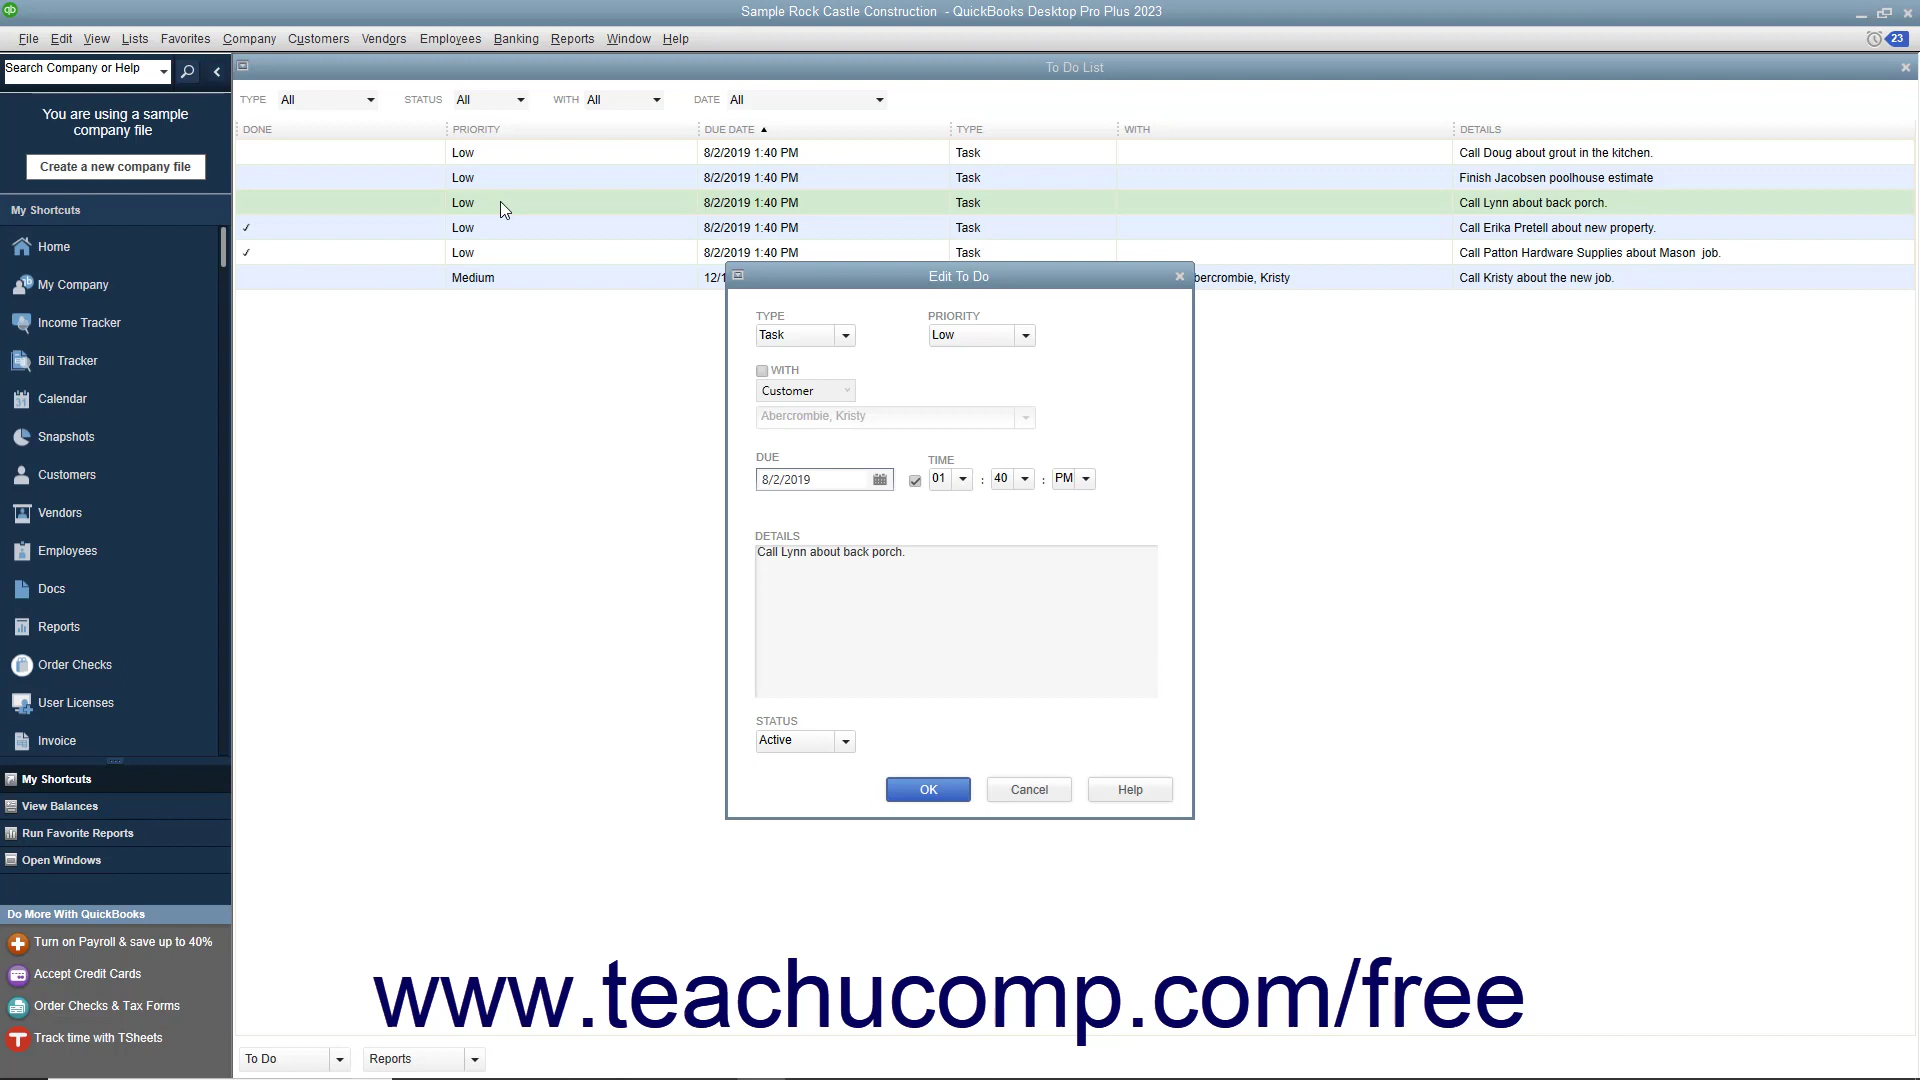 Sample Rock Castle Construction - QuickBooks Desktop Pro Plus 2023
File Edit View Lists Favorites Company Customers Vendors Employees Banking Reports Window Help
23
Search Company or Help
To Do List
You are using a sample
company file
Create a new company file
TYPE All STATUS All WITH All DATE All
DONE PRIORITY DUE DATE TYPE WITH DETAILS
Low 8/2/2019 1:40 PM Task Call Doug about grout in the kitchen.
Low 8/2/2019 1:40 PM Task Finish Jacobsen poolhouse estimate
Low 8/2/2019 1:40 PM Task Call Lynn about back porch.
✓ Low 8/2/2019 1:40 PM Task Call Erika Pretell about new property.
✓ Low 8/2/2019 1:40 PM Task Call Patton Hardware Supplies about Mason job.
Medium 12/1 bercrombie, Kristy Call Kristy about the new job.
My Shortcuts
Home
My Company
Income Tracker
Bill Tracker
Calendar
Snapshots
Customers
Vendors
Employees
Docs
Reports
Order Checks
User Licenses
Invoice
My Shortcuts
View Balances
Run Favorite Reports
Open Windows
Do More With QuickBooks
Turn on Payroll & save up to 40%
Accept Credit Cards
Order Checks & Tax Forms
Track time with TSheets
Edit To Do
TYPE PRIORITY
Task Low
WITH
Customer
Abercrombie, Kristy
DUE TIME
8/2/2019 01 : 40 : PM
DETAILS
Call Lynn about back porch.
STATUS
Active
OK Cancel Help
www.teachucomp.com/free
To Do Reports